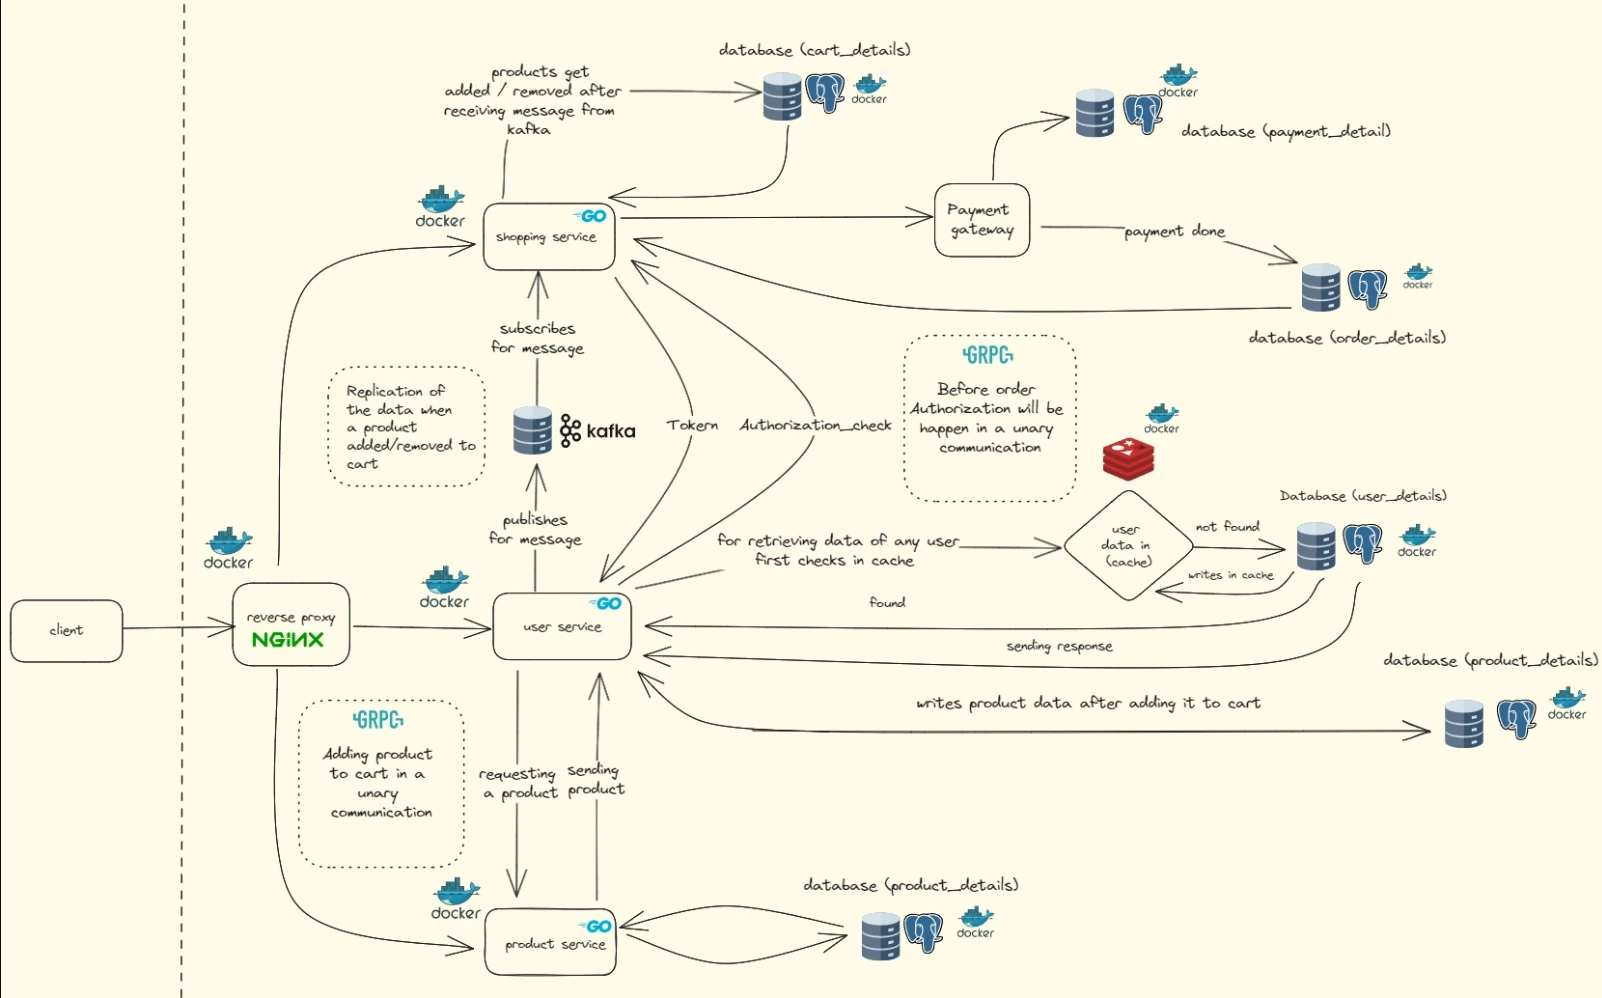 database (cart_details)
products get
added / removed after
receiving message from
kafka
docker
docker
database (payment_detail)
docker
GO
shopping service
Payment
gateway
payment done
docker
database (order_details)
subscribes
for message
Replication of
the data when
a product
added/removed to
cart
kafka
Tokern
Authorization_check
GRPC
Before order
Authorization will be
happen in a unary
communication
docker
publishes
for message
for retrieving data of any user
first checks in cache
user
data in
(cache)
not found
writes in cache
Database (user_details)
docker
docker
docker
client
reverse proxy
NGINX
GO
user service
found
sending response
database (product_details)
docker
writes product data after adding it to cart
GRPC
Adding product
to cart in a
unary
communication
requesting
a product
sending
product
docker
GO
product service
database (product_details)
docker